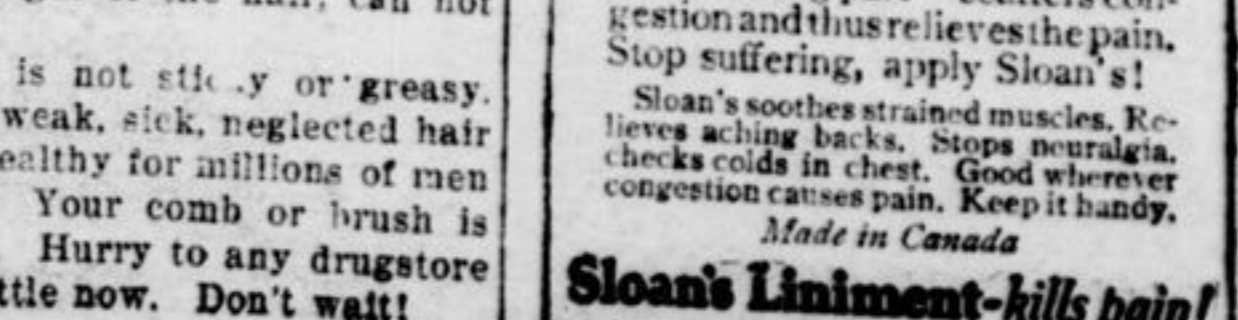 can not
is not or greasy.
weak, sick, neglected hair
ealthy for millions of men
Your comb or brush is
Hurry to any drugstore
ttle now. Don't wait!
gestion and thus relieves the pain.
Stop suffering, apply Sloan's!
Sloan's soothes strained muscles. Re-
lieves aching backs. Stops neuralgia.
checks colds in chest. Good wherever
congestion causes pain. Keep it handy.
Made in Canada
Sloan's Liniment-kills pain!